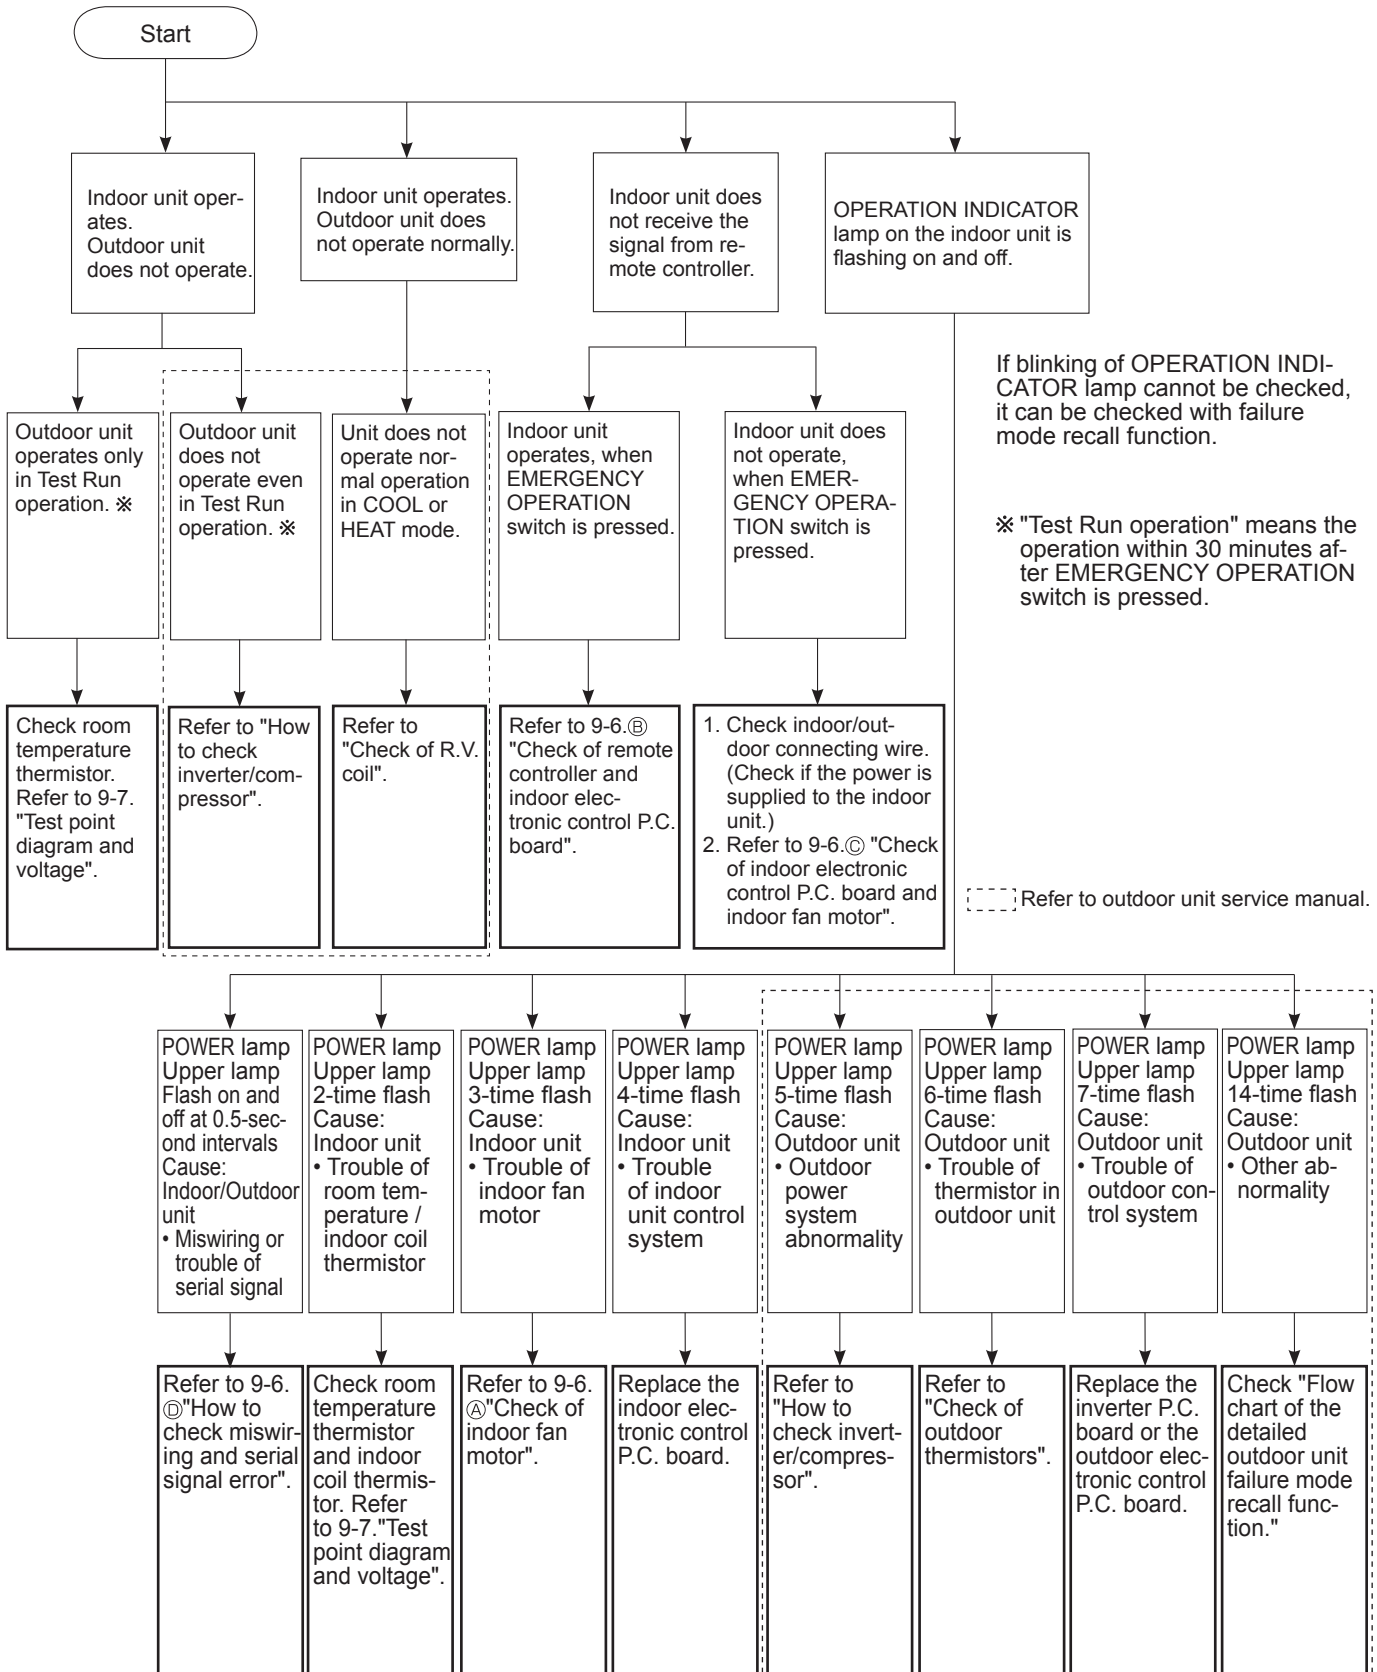 Start
Indoor unit oper-
ates.
Outdoor unit
does not operate.
Indoor unit operates.
Outdoor unit does
not operate normally.
Indoor unit does
not receive the
signal from re-
mote controller.
OPERATION INDICATOR
lamp on the indoor unit is
flashing on and off.
If blinking of OPERATION INDI-
CATOR lamp cannot be checked,
it can be checked with failure
mode recall function.
※ "Test Run operation" means the
operation within 30 minutes af-
ter EMERGENCY OPERATION
switch is pressed.
Outdoor unit
operates only
in Test Run
operation. ※
Outdoor unit
does not
operate even
in Test Run
operation. ※
Unit does not
operate nor-
mal operation
in COOL or
HEAT mode.
Indoor unit
operates, when
EMERGENCY
OPERATION
switch is pressed.
Indoor unit does
not operate,
when EMER-
GENCY OPERA-
TION switch is
pressed.
Check room
temperature
thermistor.
Refer to 9-7.
"Test point
diagram and
voltage".
Refer to "How
to check
inverter/com-
pressor".
Refer to
"Check of R.V.
coil".
Refer to 9-6.Ⓑ
"Check of remote
controller and
indoor elec-
tronic control P.C.
board".
1. Check indoor/out-
door connecting wire.
(Check if the power is
supplied to the indoor
unit.)
2. Refer to 9-6.Ⓒ "Check
of indoor electronic
control P.C. board and
indoor fan motor".
Refer to outdoor unit service manual.
POWER lamp
Upper lamp
Flash on and
off at 0.5-sec-
ond intervals
Cause:
Indoor/Outdoor
unit
• Miswiring or
trouble of
serial signal
POWER lamp
Upper lamp
2-time flash
Cause:
Indoor unit
• Trouble of
room tem-
perature /
indoor coil
thermistor
POWER lamp
Upper lamp
3-time flash
Cause:
Indoor unit
• Trouble of
indoor fan
motor
POWER lamp
Upper lamp
4-time flash
Cause:
Indoor unit
• Trouble
of indoor
unit control
system
POWER lamp
Upper lamp
5-time flash
Cause:
Outdoor unit
• Outdoor
power
system
abnormality
POWER lamp
Upper lamp
6-time flash
Cause:
Outdoor unit
• Trouble of
thermistor in
outdoor unit
POWER lamp
Upper lamp
7-time flash
Cause:
Outdoor unit
• Trouble of
outdoor con-
trol system
POWER lamp
Upper lamp
14-time flash
Cause:
Outdoor unit
• Other ab-
normality
Refer to 9-6.
Ⓓ"How to
check miswir-
ing and serial
signal error".
Check room
temperature
thermistor
and indoor
coil thermis-
tor. Refer
to 9-7."Test
point diagram
and voltage".
Refer to 9-6.
Ⓐ"Check of
indoor fan
motor".
Replace the
indoor elec-
tronic control
P.C. board.
Refer to
"How to
check invert-
er/compres-
sor".
Refer to
"Check of
outdoor
thermistors".
Replace the
inverter P.C.
board or the
outdoor elec-
tronic control
P.C. board.
Check "Flow
chart of the
detailed
outdoor unit
failure mode
recall func-
tion."